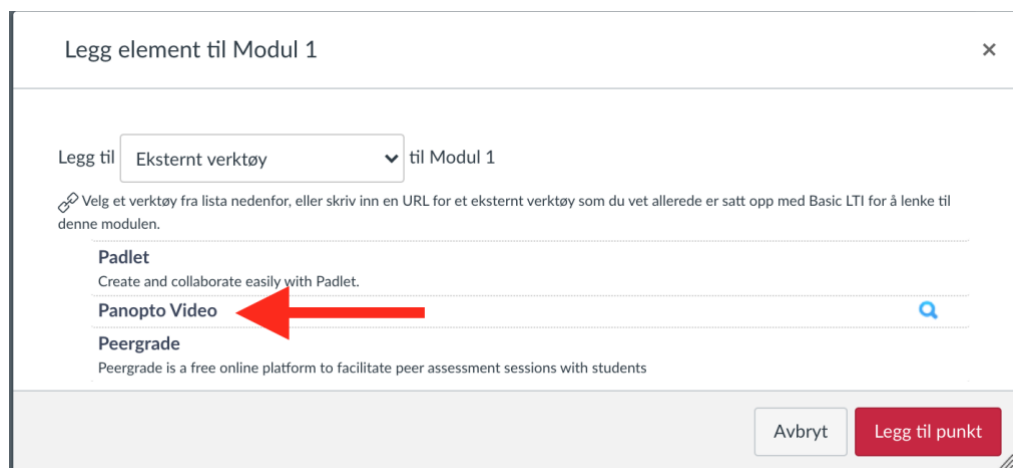 Legg element til Modul 1
×
Legg til Eksternt verktøy til Modul 1
Velg et verktøy fra lista nedenfor, eller skriv inn en URL for et eksternt verktøy som du vet allerede er satt opp med Basic LTI for å lenke til
denne modulen.
Padlet
Create and collaborate easily with Padlet.
Panopto Video
Peergrade
Peergrade is a free online platform to facilitate peer assessment sessions with students
Avbryt Legg til punkt